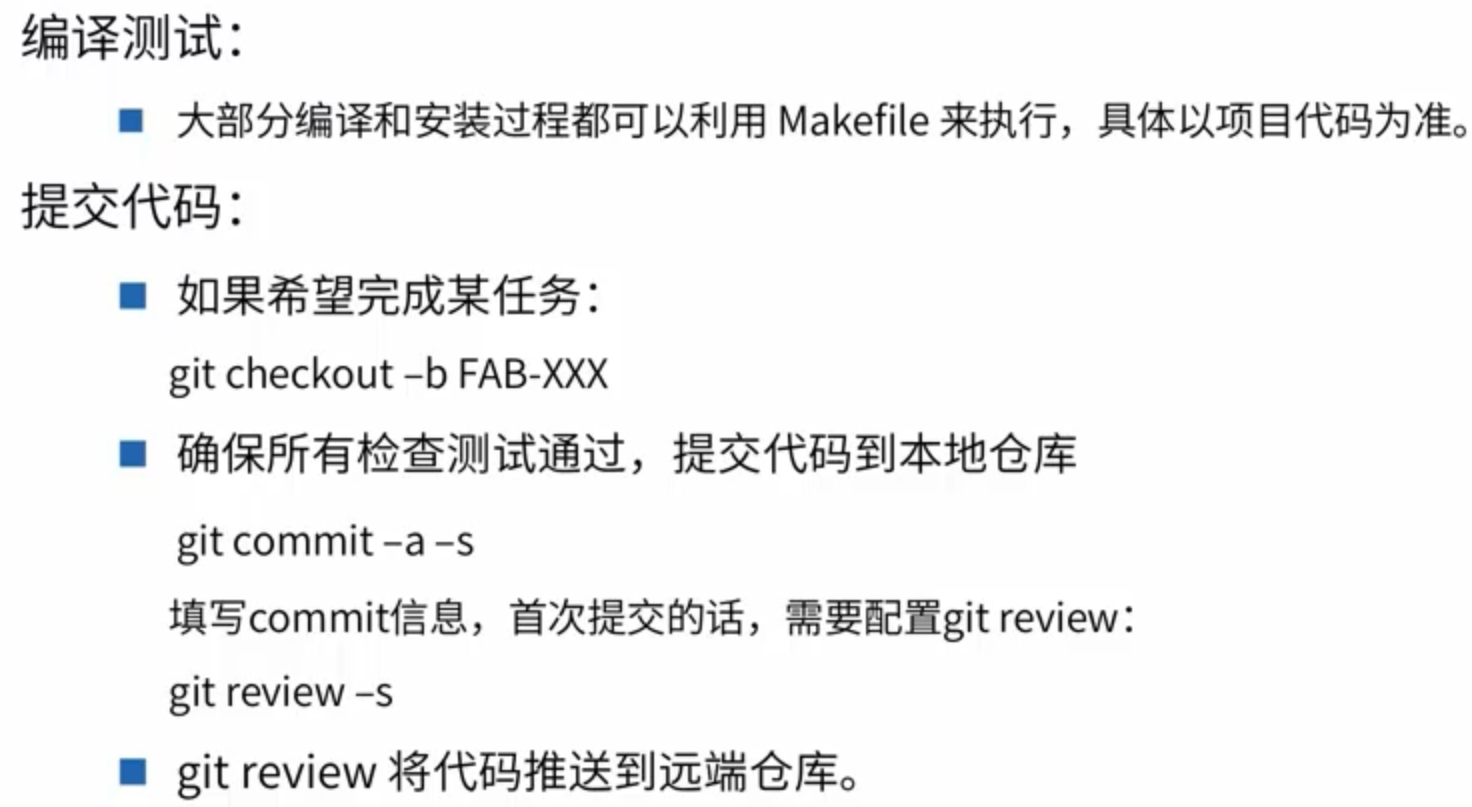 编译测试：
大部分编译和安装过程都可以利用 Makefile 来执行，具体以项目代码为准。
提交代码：
如果希望完成某任务：
git checkout –b FAB-XXX
确保所有检查测试通过，提交代码到本地仓库
git commit –a –s
填写commit信息，首次提交的话，需要配置git review：
git review –s
git review 将代码推送到远端仓库。